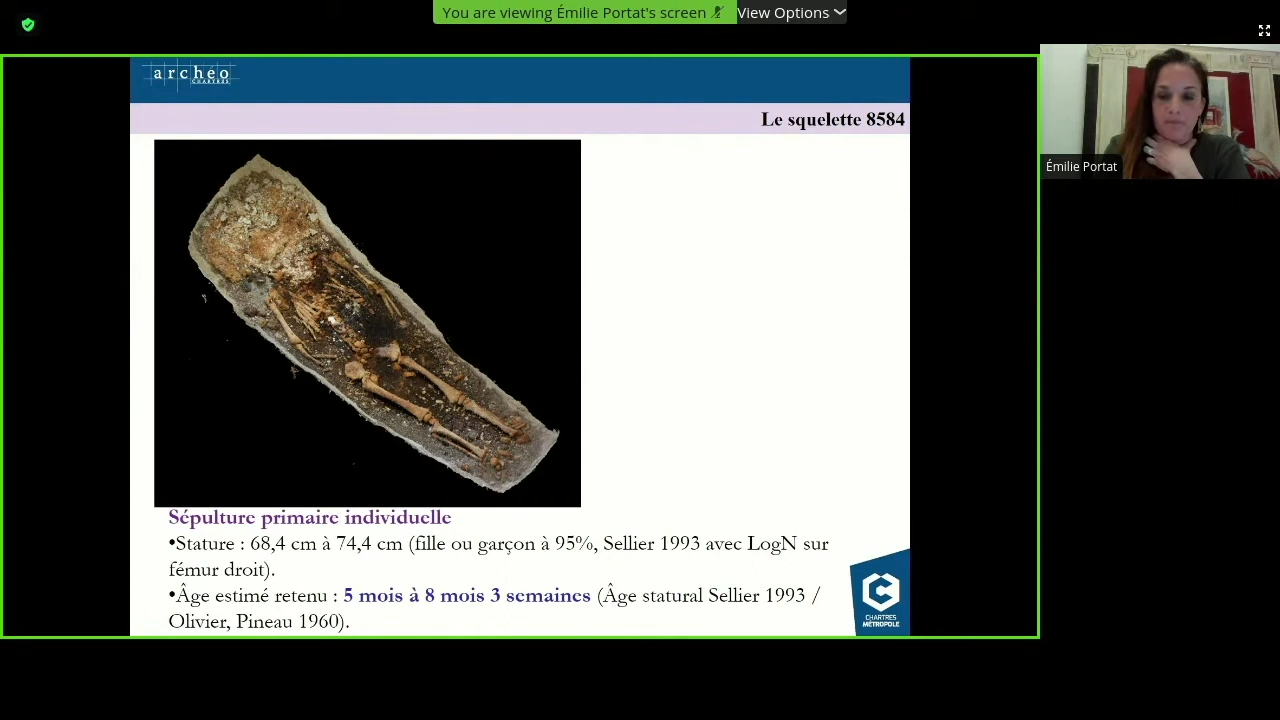 You are viewing Émilie Portat's screen
View Options
archéo
CHARTRES
Le squelette 8584
Émilie Portat
Sépulture primaire individuelle
•Stature : 68,4 cm à 74,4 cm (fille ou garçon à 95%, Sellier 1993 avec LogN sur
fémur droit).
•Âge estimé retenu : 5 mois à 8 mois 3 semaines (Âge statural Sellier 1993 /
Olivier, Pineau 1960).
CHARTRES
MÉTROPOLE